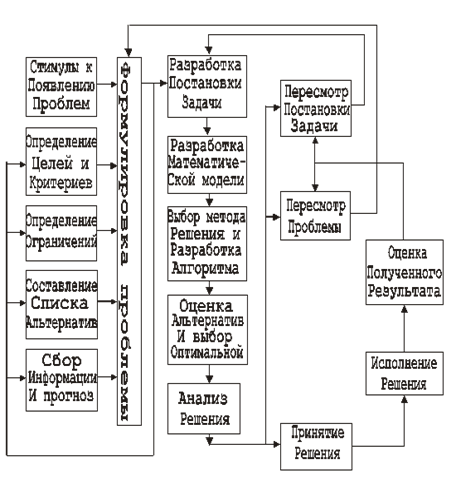 Стимулы к
Появлению
Проблем
Определение
Целей и
Критериев
Определение
Ограничений
Составление
Списка
Альтернатив
Сбор
Информации
И прогноз
Формулировка проблемы
Разработка
Постановки
Задачи
Разработка
Математиче-
Ской модели
Выбор метода
Решения и
Разработка
Алгоритма
Оценка
Альтернатив
И выбор
Оптимальной
Анализ
Решения
Пересмотр
Постановки
Задачи
Пересмотр
Проблемы
Принятие
Решения
Оценка
Полученного
Результата
Исполнение
Решения